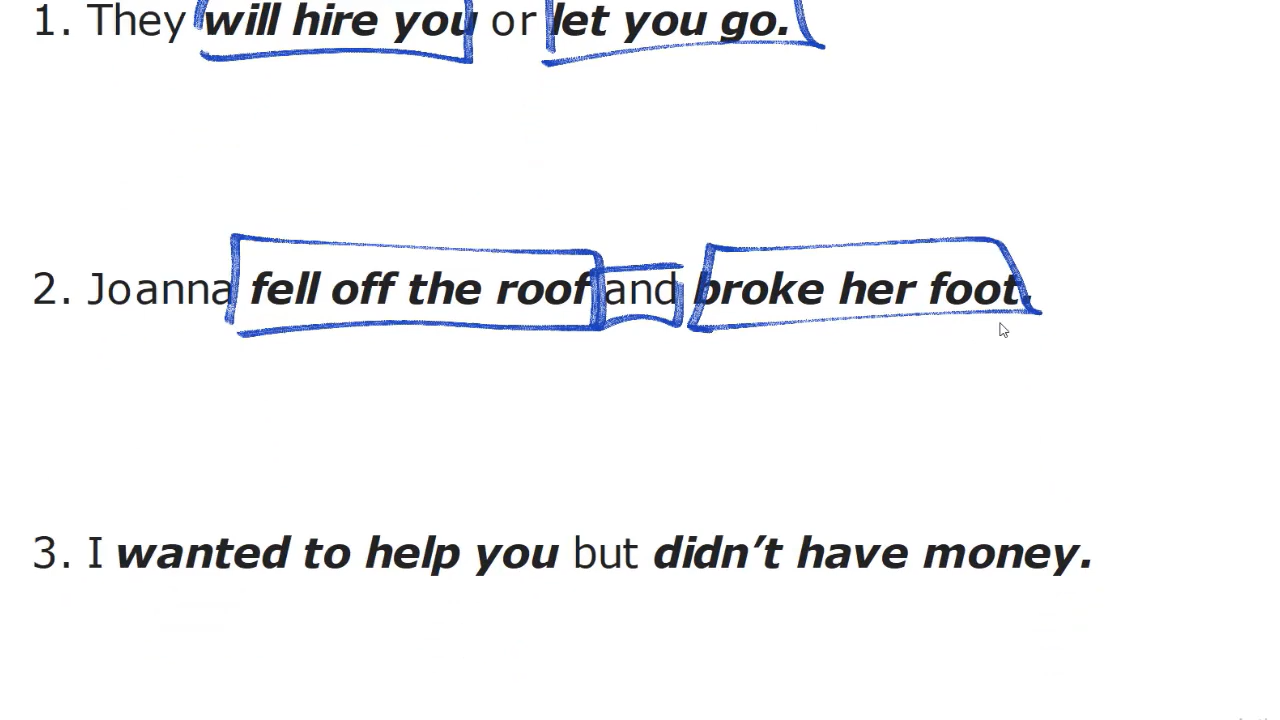 1. They will hire you or let you go.
2. Joanna fell off the roof and broke her foot.
3. I wanted to help you but didn’t have money.